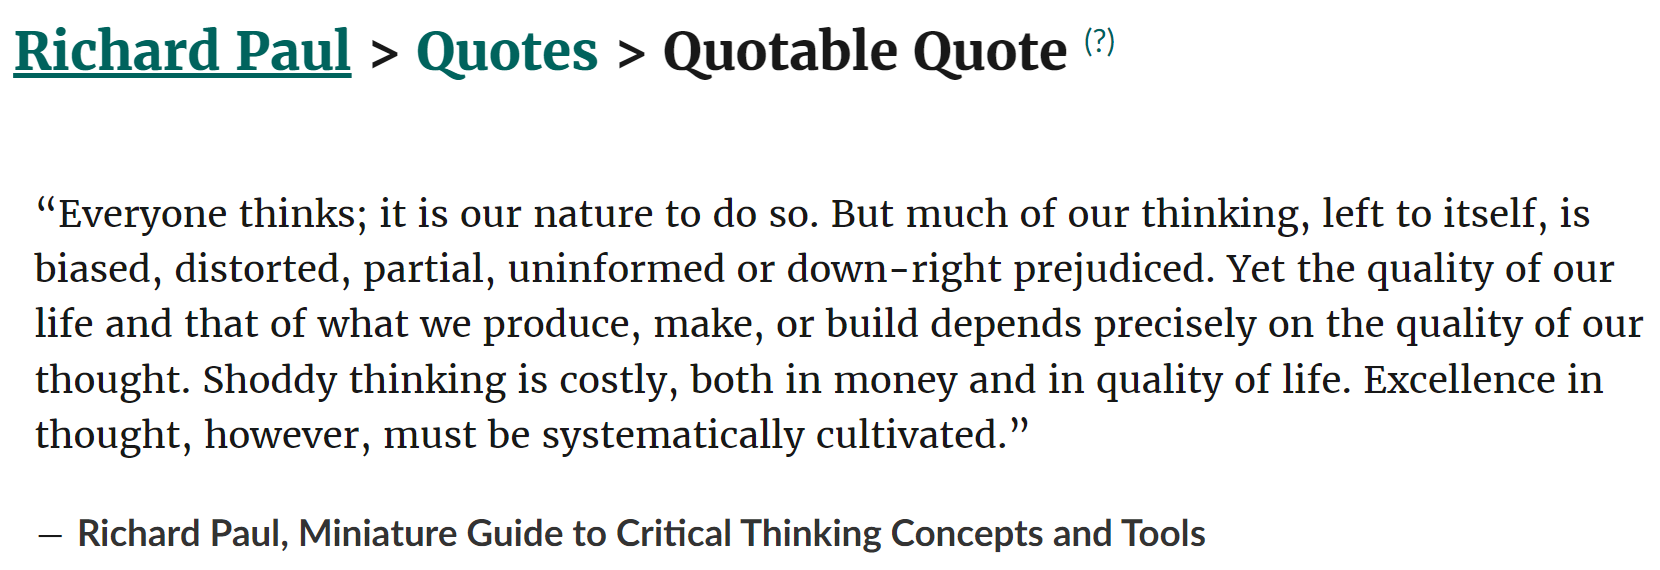 Richard Paul > Quotes > Quotable Quote (?)
“Everyone thinks; it is our nature to do so. But much of our thinking, left to itself, is
biased, distorted, partial, uninformed or down-right prejudiced. Yet the quality of our
life and that of what we produce, make, or build depends precisely on the quality of our
thought. Shoddy thinking is costly, both in money and in quality of life. Excellence in
thought, however, must be systematically cultivated.”
— Richard Paul, Miniature Guide to Critical Thinking Concepts and Tools